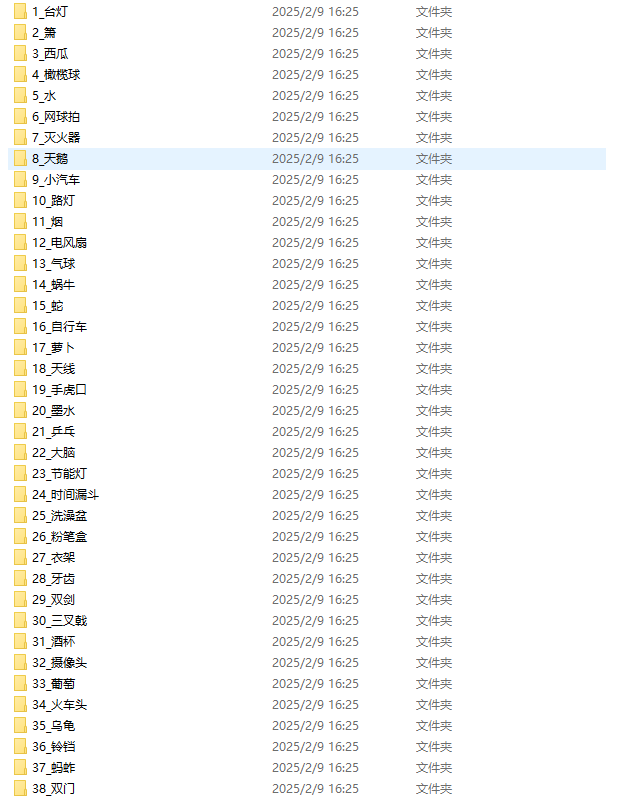 1_台灯 2025/2/9 16:25 文件夹
2_箫 2025/2/9 16:25 文件夹
3_西瓜 2025/2/9 16:25 文件夹
4_橄榄球 2025/2/9 16:25 文件夹
5_水 2025/2/9 16:25 文件夹
6_网球拍 2025/2/9 16:25 文件夹
7_灭火器 2025/2/9 16:25 文件夹
8_天鹅 2025/2/9 16:25 文件夹
9_小汽车 2025/2/9 16:25 文件夹
10_路灯 2025/2/9 16:25 文件夹
11_烟 2025/2/9 16:25 文件夹
12_电风扇 2025/2/9 16:25 文件夹
13_气球 2025/2/9 16:25 文件夹
14_蜗牛 2025/2/9 16:25 文件夹
15_蛇 2025/2/9 16:25 文件夹
16_自行车 2025/2/9 16:25 文件夹
17_萝卜 2025/2/9 16:25 文件夹
18_天线 2025/2/9 16:25 文件夹
19_手虎口 2025/2/9 16:25 文件夹
20_墨水 2025/2/9 16:25 文件夹
21_乒乓 2025/2/9 16:25 文件夹
22_大脑 2025/2/9 16:25 文件夹
23_节能灯 2025/2/9 16:25 文件夹
24_时间漏斗 2025/2/9 16:25 文件夹
25_洗澡盆 2025/2/9 16:25 文件夹
26_粉笔盒 2025/2/9 16:25 文件夹
27_衣架 2025/2/9 16:25 文件夹
28_牙齿 2025/2/9 16:25 文件夹
29_双剑 2025/2/9 16:25 文件夹
30_三叉戟 2025/2/9 16:25 文件夹
31_酒杯 2025/2/9 16:25 文件夹
32_摄像头 2025/2/9 16:25 文件夹
33_葡萄 2025/2/9 16:25 文件夹
34_火车头 2025/2/9 16:25 文件夹
35_乌龟 2025/2/9 16:25 文件夹
36_铃铛 2025/2/9 16:25 文件夹
37_蚂蚱 2025/2/9 16:25 文件夹
38_双门 2025/2/9 16:25 文件夹